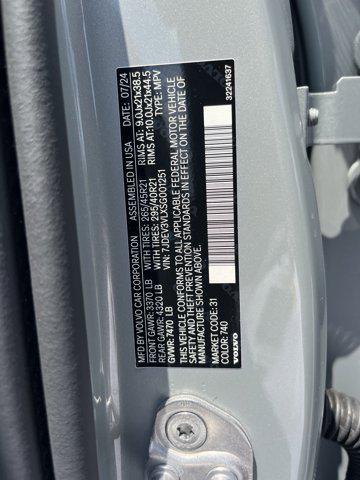 MFD BY VOLVO CAR CORPORATION ASSEMBLED IN USA DATE: 07/24
FRONT GAWR: 3370 LB WITH TIRES: 265/45R21 RIMS AT: 9.0Jx21x38.5
REAR GAWR: 4320 LB WITH TIRES: 295/40R21 RIMS AT:10.0Jx21x44.5
GVWR: 7470 LB VIN: 7JDEV3VLXSG001251 TYPE: MPV
THIS VEHICLE CONFORMS TO ALL APPLICABLE FEDERAL MOTOR VEHICLE
SAFETY AND THEFT PREVENTION STANDARDS IN EFFECT ON THE DATE OF
MANUFACTURE SHOWN ABOVE.
MARKET CODE: 31
COLOR: 740
VOLVO 32241637